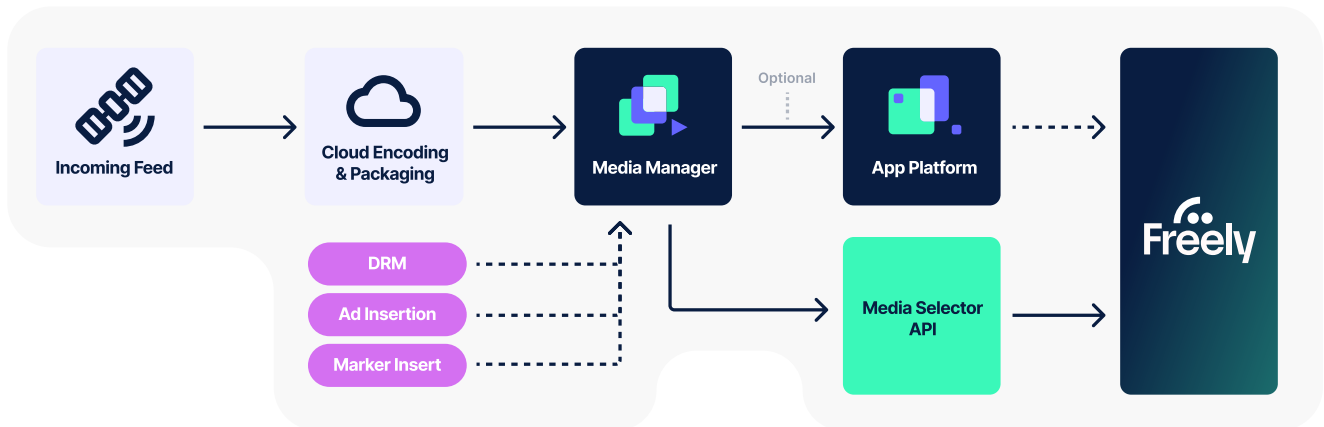 Incoming Feed
Cloud Encoding
& Packaging
Media Manager
Optional
App Platform
Freely
DRM
Ad Insertion
Marker Insert
Media Selector
API